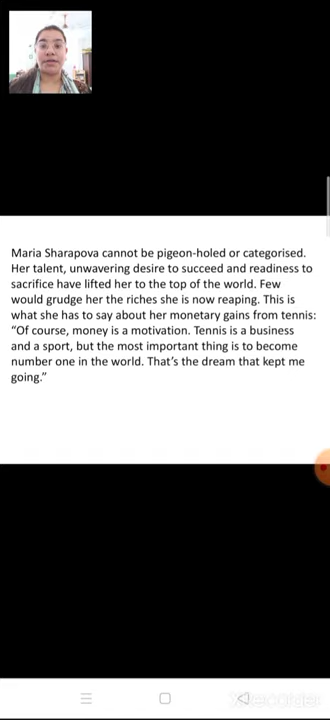 Maria Sharapova cannot be pigeon-holed or categorised.
Her talent, unwavering desire to succeed and readiness to
sacrifice have lifted her to the top of the world. Few
would grudge her the riches she is now reaping. This is
what she has to say about her monetary gains from tennis:
“Of course, money is a motivation. Tennis is a business
and a sport, but the most important thing is to become
number one in the world. That’s the dream that kept me
going.”